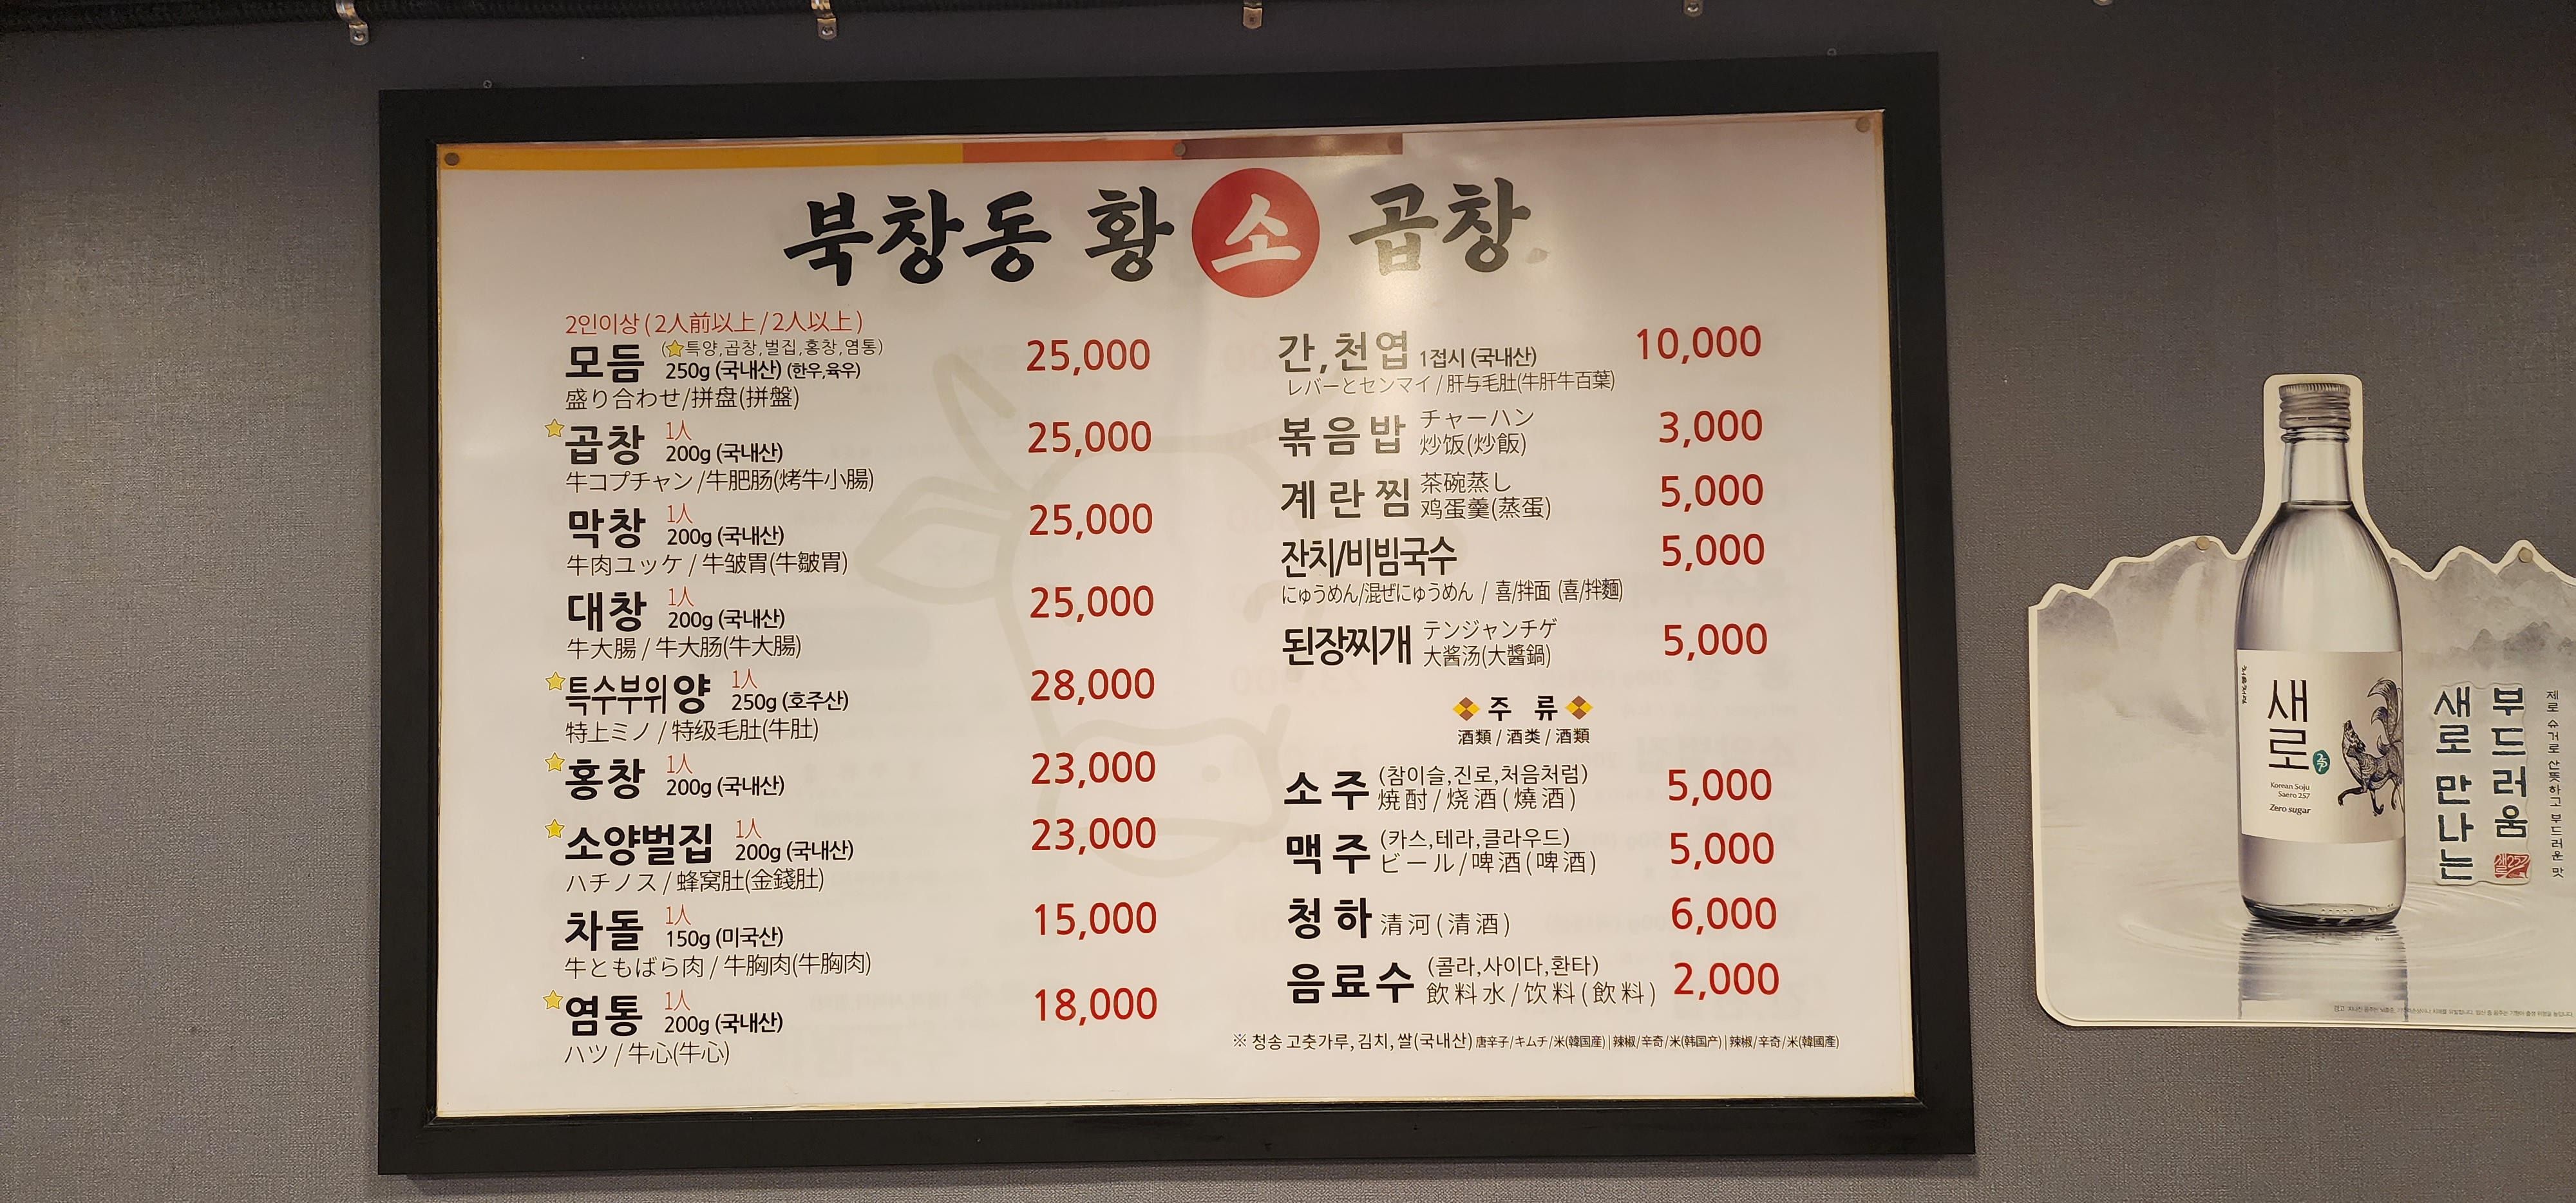 북창동 황소 곱창
2인이상 ( 2人前以上 / 2人以上 )
모듬 (특양,곱창,벌집,홍창,염통)
250g (국내산) (한우,육우)
25,000
盛り合わせ/拼盘(拼盤)
곱창 1人
200g (국내산)
25,000
牛コプチャン /牛肥肠(烤牛小腸)
막창 1人
200g (국내산)
25,000
牛肉ユッケ / 牛皱胃(牛皺胃)
대창 1人
200g (국내산)
25,000
牛大腸 / 牛大肠(牛大腸)
특수부위 양 1人
250g (호주산)
28,000
特上ミノ / 特级毛肚(牛肚)
홍창 1人
200g (국내산)
23,000
소양벌집 1人
200g (국내산)
23,000
ハチノス / 蜂窝肚(金錢肚)
차돌 1人
150g (미국산)
15,000
牛ともばら肉 / 牛胸肉(牛胸肉)
염통 1人
200g (국내산)
18,000
ハツ / 牛心(牛心)
간,천엽 1접시 (국내산)
10,000
レバーとセンマイ / 肝与毛肚(牛肝牛百葉)
볶음밥 チャーハン
炒饭(炒飯)
3,000
계란찜 茶碗蒸し
鸡蛋羹(蒸蛋)
5,000
잔치/비빔국수
5,000
にゅうめん/混ぜにゅうめん / 喜/拌面 (喜/拌麵)
된장찌개 テンジャンチゲ
大酱汤(大醬鍋)
5,000
주 류
酒類 / 酒类 / 酒類
소주 (참이슬,진로,처음처럼)
焼酎/烧酒(燒酒)
5,000
맥주 (카스,테라,클라우드)
ビール/啤酒(啤酒)
5,000
청하 清河(清酒)
6,000
음료수 (콜라,사이다,환타)
飲料水/饮料(飲料)
2,000
※ 청송 고춧가루, 김치, 쌀(국내산) 唐辛子/キムチ/米(韓国産) | 辣椒/辛奇/米(韩国产) | 辣椒/辛奇/米(韓國產)
새로
Korean Soju
Saero 257
Zero sugar
부드러움
새로 만나는
제로 슈거로 산뜻하고 부드러운 맛